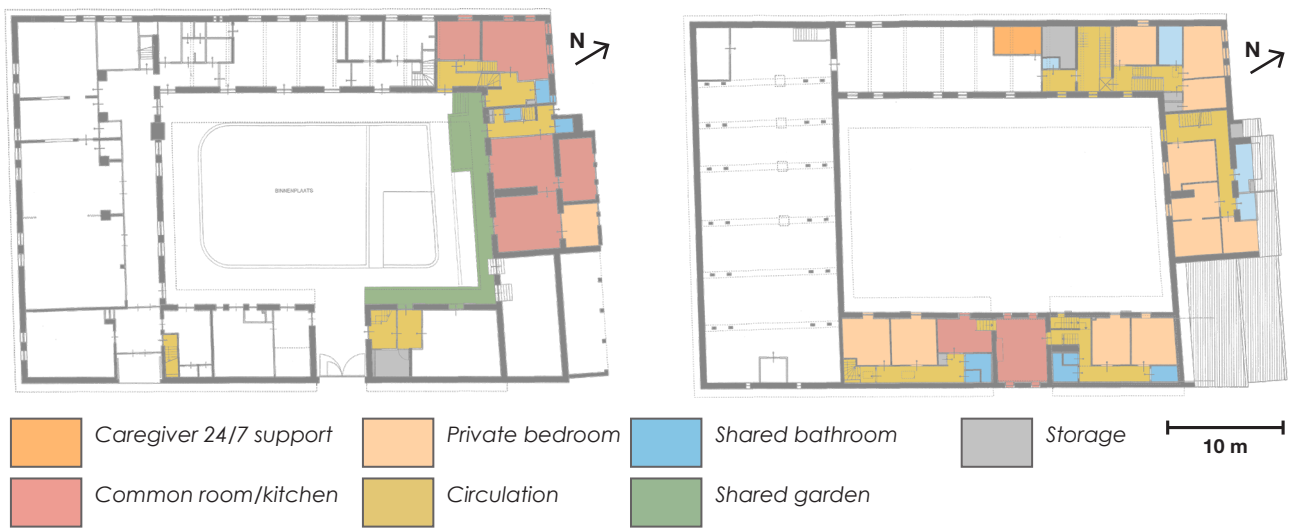 N
N
BINNENPLAATS
Caregiver 24/7 support
Private bedroom
Shared bathroom
Storage
10 m
Common room/kitchen
Circulation
Shared garden